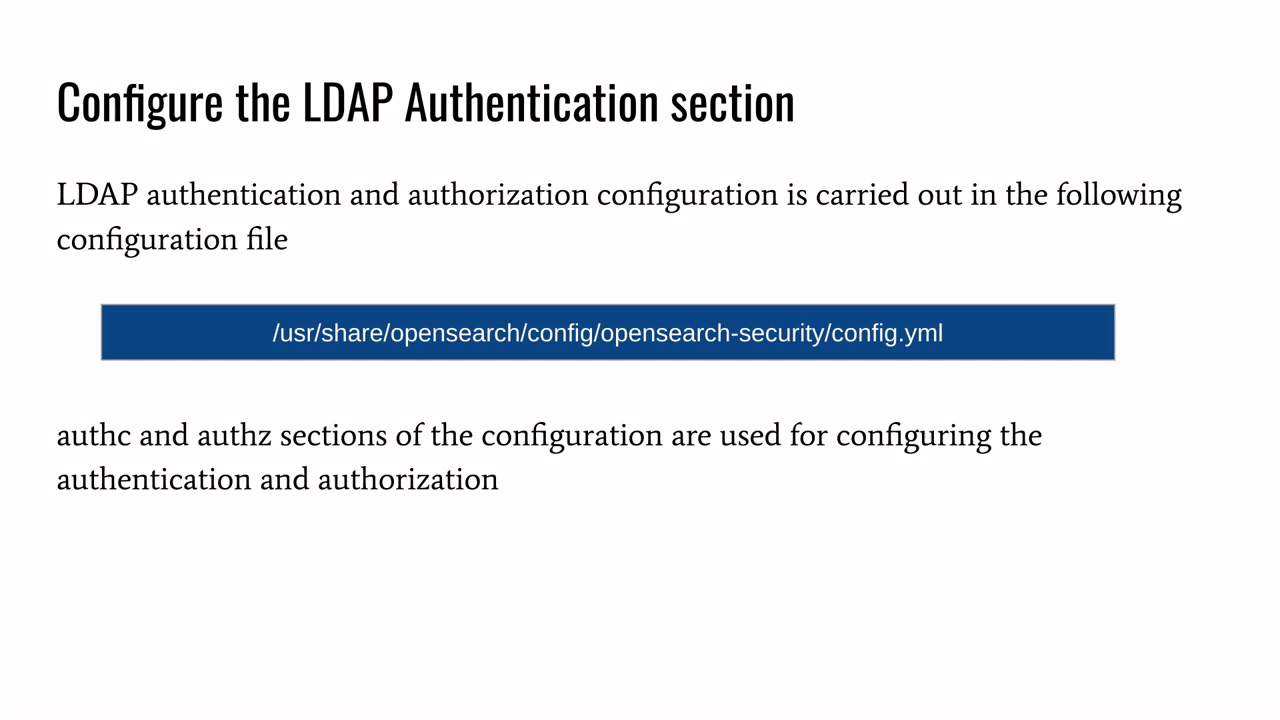 Configure the LDAP Authentication section
LDAP authentication and authorization configuration is carried out in the following
configuration file
/usr/share/opensearch/config/opensearch-security/config.yml
authc and authz sections of the configuration are used for configuring the
authentication and authorization